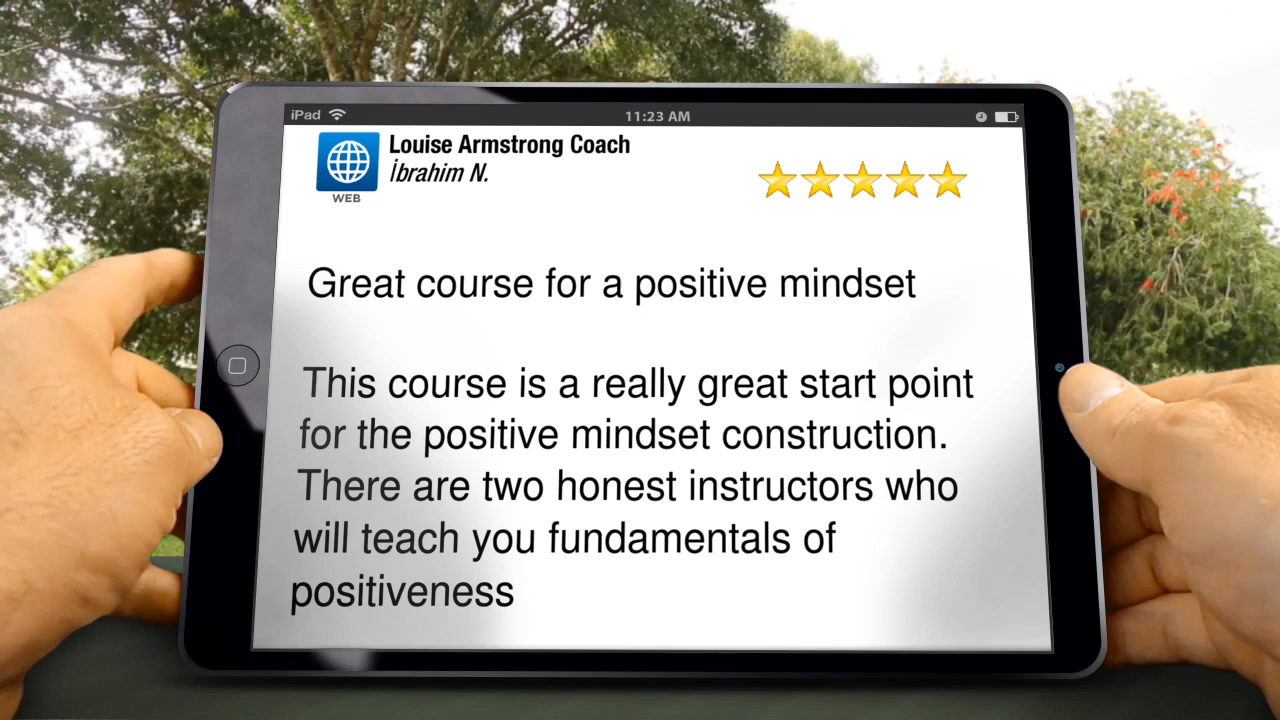 iPad
11:23 AM
Louise Armstrong Coach
İbrahim N.
WEB
Great course for a positive mindset
This course is a really great start point
for the positive mindset construction.
There are two honest instructors who
will teach you fundamentals of
positiveness